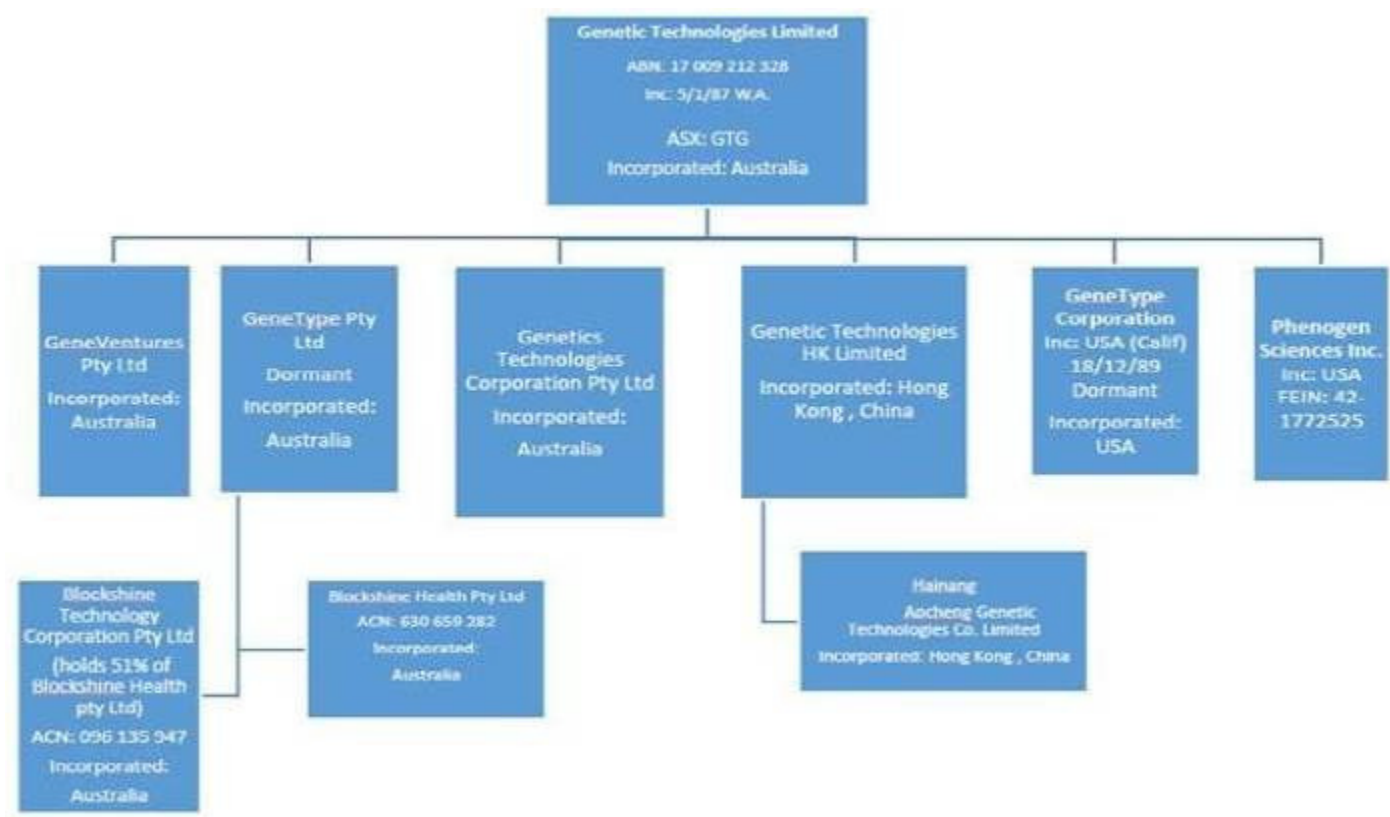 Genetic Technologies Limited
ABN: 17 009 212 328
Inc: 5/1/87 W.A.
ASX: GTG
Incorporated: Australia
GeneVentures
Pty Ltd
Incorporated:
Australia
GeneType Pty
Ltd
Dormant
Incorporated:
Australia
Genetics
Technologies
Corporation Pty Ltd
Incorporated:
Australia
Genetic Technologies
HK Limited
Incorporated: Hong
Kong , China
GeneType
Corporation
Inc: USA (Calif)
18/12/89
Dormant
Incorporated:
USA
Phenogen
Sciences Inc.
Inc: USA
FEIN: 42-
1772525
Blockshine
Technology
Corporation Pty Ltd
(holds 51% of
Blockshine Health
pty Ltd)
ACN: 096 135 947
Incorporated:
Australia
Blockshine Health Pty Ltd
ACN: 630 659 282
Incorporated:
Australia
Hainang
Aocheng Genetic
Technologies Co. Limited
Incorporated: Hong Kong , China